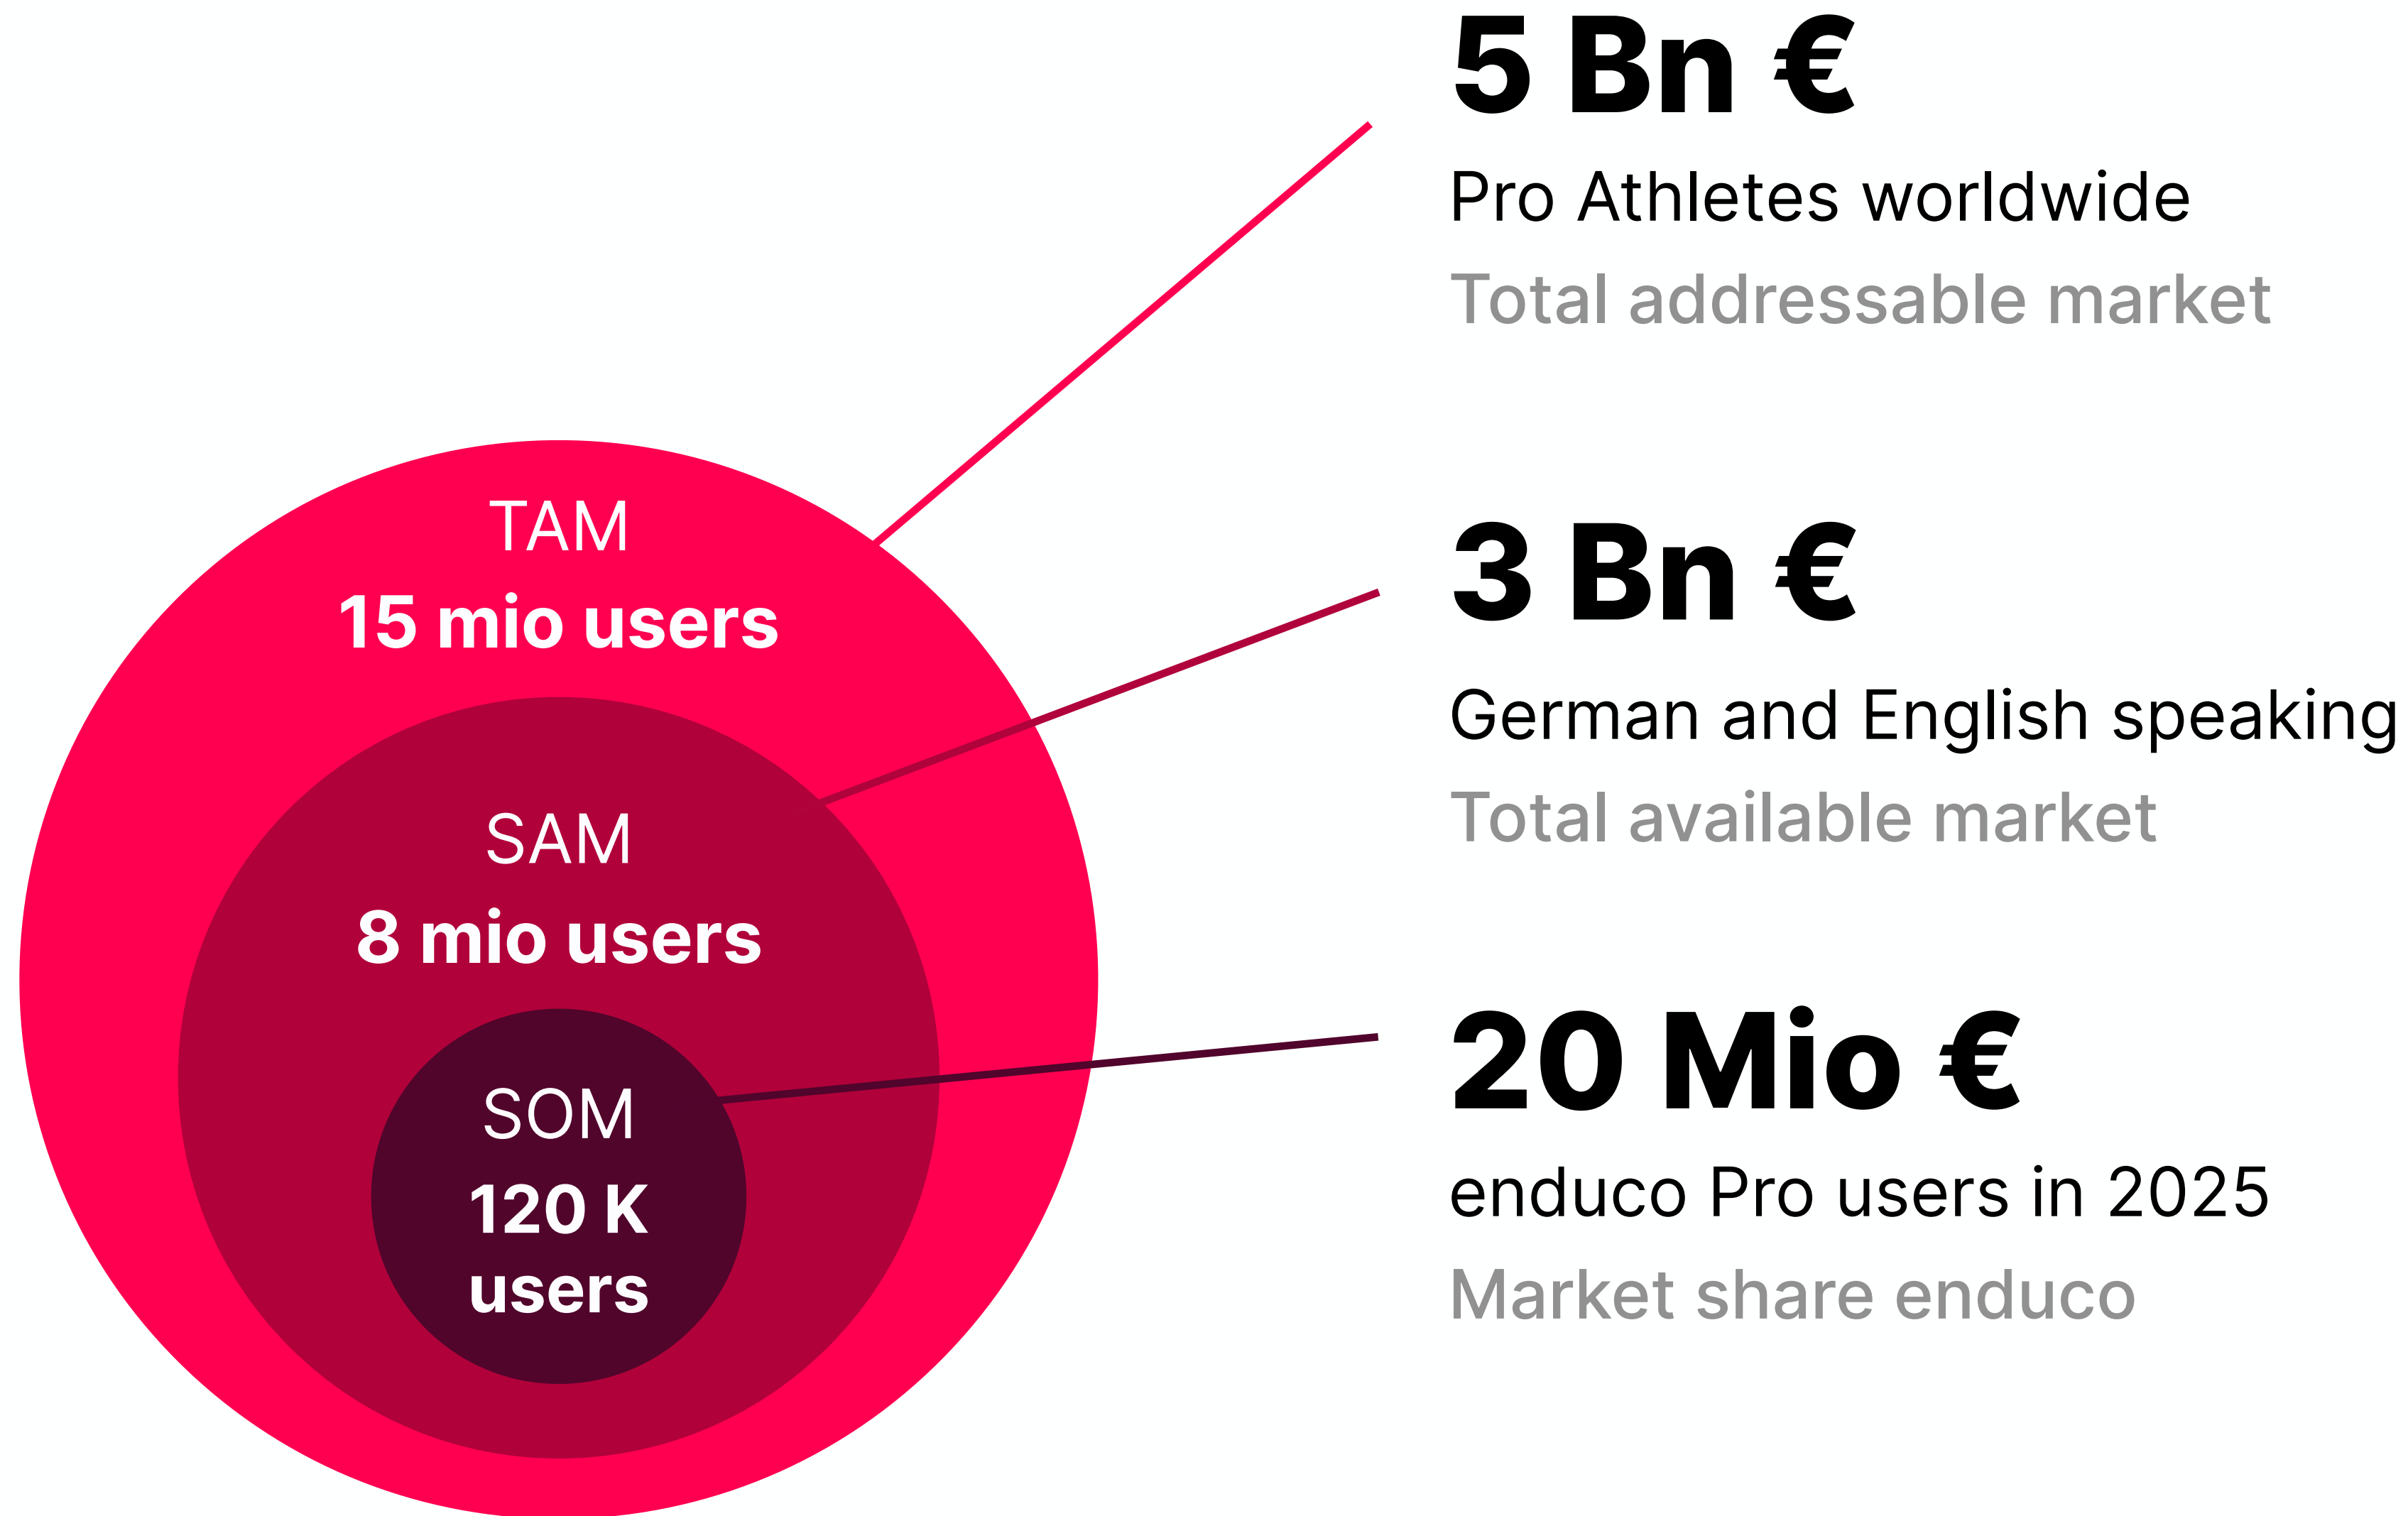 5 Bn €
Pro Athletes worldwide
Total addressable market
TAM
15 mio users
3 Bn €
German and English speaking
Total available market
SAM
8 mio users
20 Mio €
enduco Pro users in 2025
Market share enduco
SOM
120 K
users